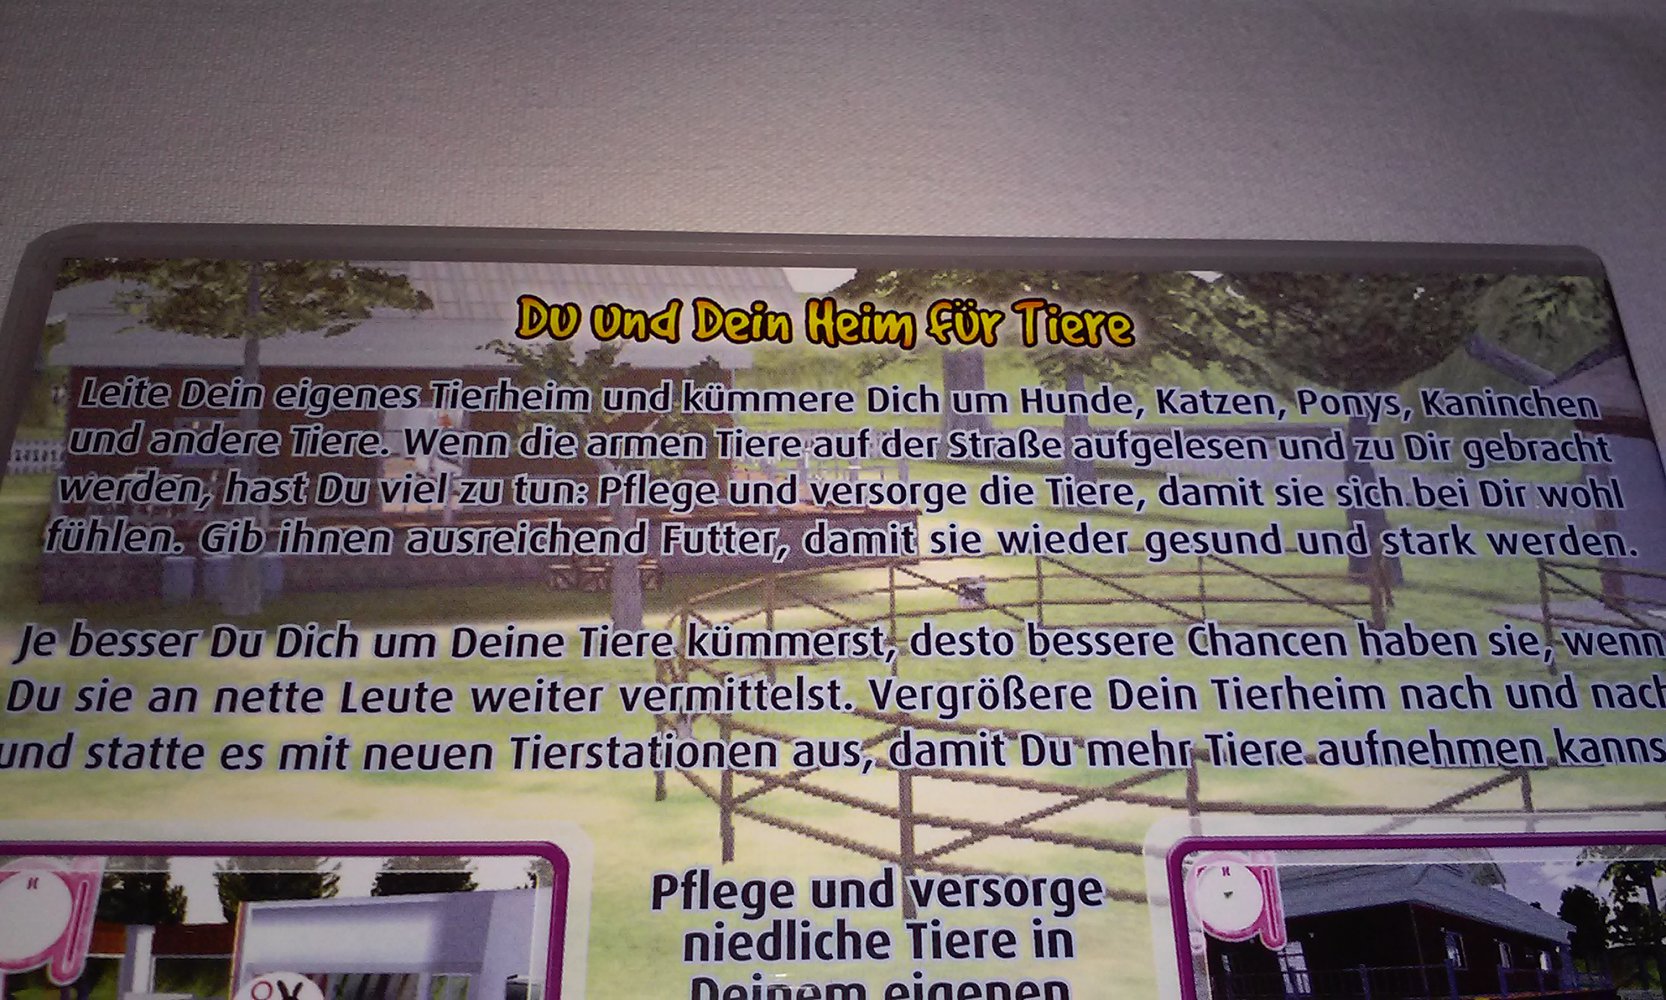 Du und Dein Heim für Tiere
Leite Dein eigenes Tierheim und kümmere Dich um Hunde, Katzen, Ponys, Kaninchen
und andere Tiere. Wenn die armen Tiere auf der Straße aufgelesen und zu Dir gebracht
werden, hast Du viel zu tun: Pflege und versorge die Tiere, damit sie sich bei Dir wohl
fühlen. Gib ihnen ausreichend Futter, damit sie wieder gesund und stark werden.
Je besser Du Dich um Deine Tiere kümmerst, desto bessere Chancen haben sie, wenn
Du sie an nette Leute weiter vermittelst. Vergrößere Dein Tierheim nach und nach
und statte es mit neuen Tierstationen aus, damit Du mehr Tiere aufnehmen kanns
Pflege und versorge
niedliche Tiere in
Deinem eigenen